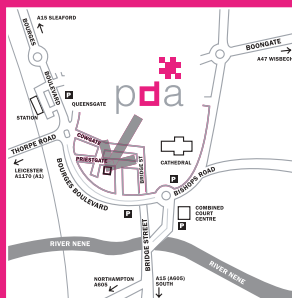 A15 SLEAFORD
BOURGES
BOULEVARD
BOONGATE
A47 WISBECH
P
QUEENSGATE
pda
STATION
THORPE ROAD
COWGATE
PRIESTGATE
BRIDGE ST
CATHEDRAL
LEICESTER
A1170 (A1)
BOURGES BOULEVARD
BISHOPS ROAD
P
P
P
COMBINED
COURT
CENTRE
BRIDGE STREET
RIVER NENE
RIVER NENE
NORTHAMPTON
A605
A15 (A605)
SOUTH